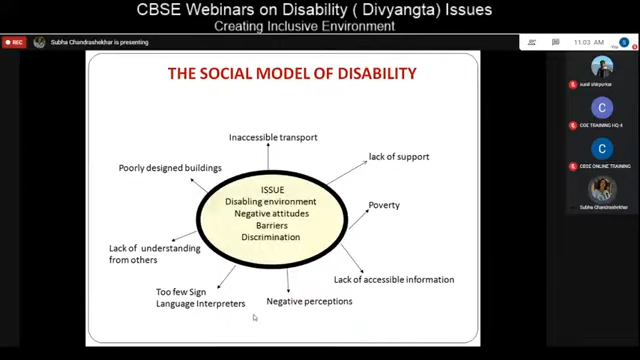 CBSE Webinars on Disability ( Divyangta) Issues
Creating Inclusive Environment
REC
Subha Chandrashekhar is presenting
11:03 AM
You
THE SOCIAL MODEL OF DISABILITY
Inaccessible transport
lack of support
Poorly designed buildings
ISSUE
Disabling environment
Negative attitudes
Barriers
Discrimination
Poverty
Lack of understanding
from others
Lack of accessible information
Too few Sign
Language Interpreters
Negative perceptions
C
COE TRAINING HQ-4
C
CBSE ONLINE TRAINING
Subha Chandrashekhar